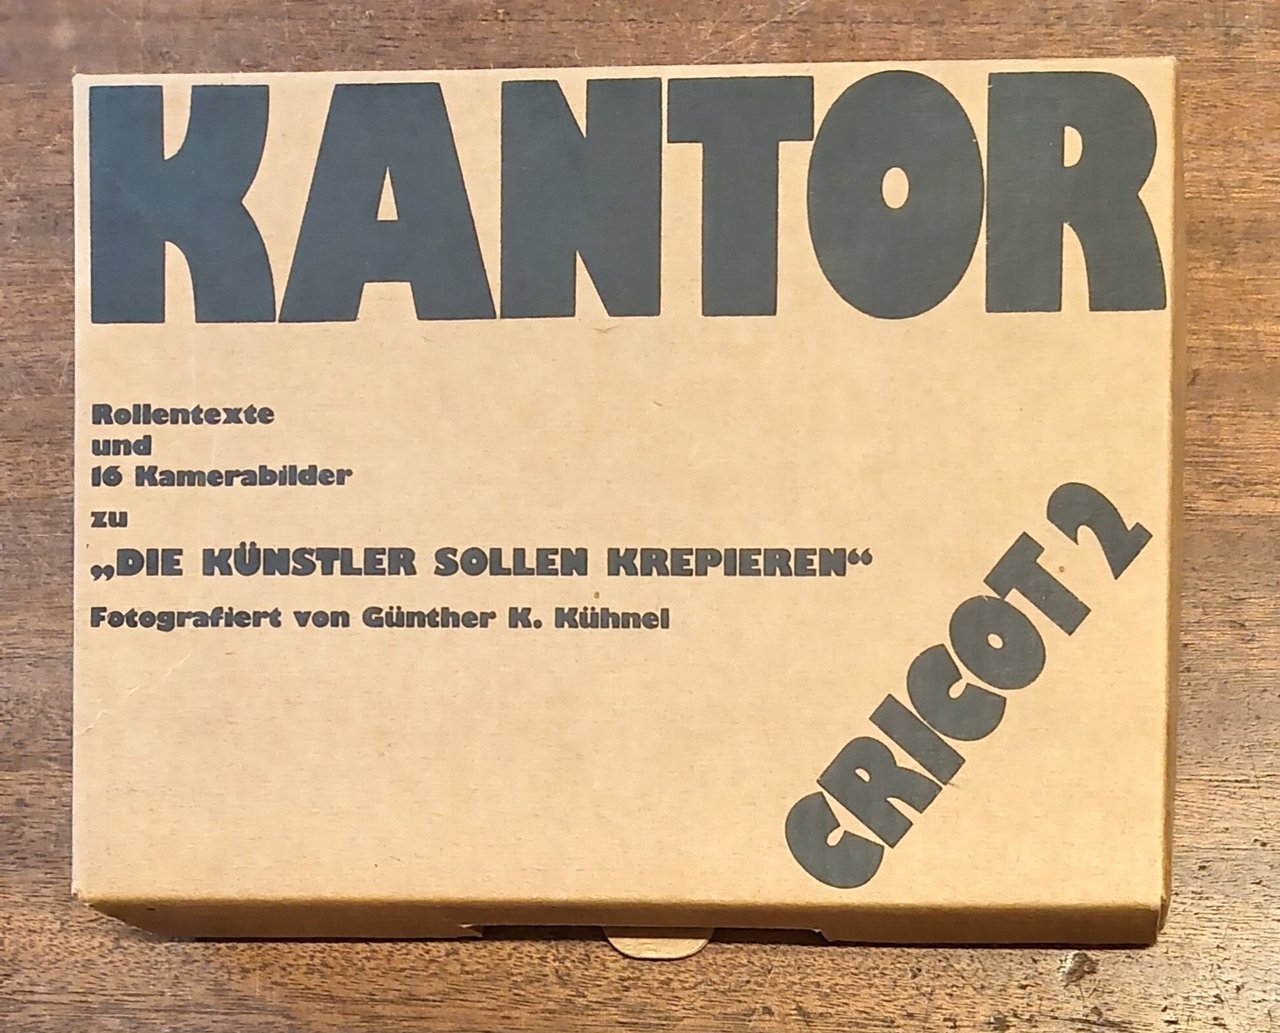 KANTOR
Rollentexte
und
16 Kamerabilder
zu
„DIE KÜNSTLER SOLLEN KREPIEREN“
Fotografiert von Günther K. Kühnel
CRICOT 2